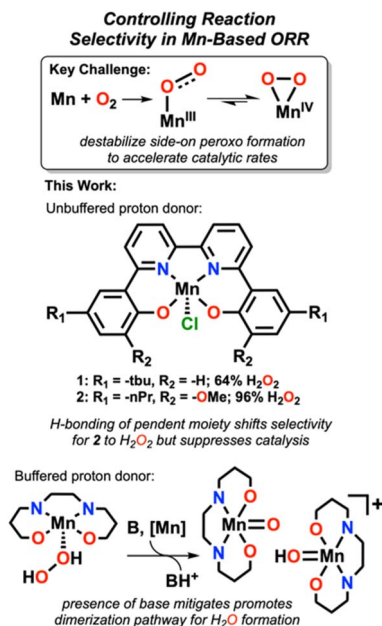 Controlling Reaction
Selectivity in Mn-Based ORR
Key Challenge:
Mn + O₂
O O
Mn^III
O O
Mn^IV
destabilize side-on peroxo formation
to accelerate catalytic rates
This Work:
Unbuffered proton donor:
N N
R₁ O Mn O R₁
Cl
R₂ R₂
1: R₁ = -tbu, R₂ = -H; 64% H₂O₂
2: R₁ = -nPr, R₂ = -OMe; 96% H₂O₂
H-bonding of pendent moiety shifts selectivity
for 2 to H₂O₂ but suppresses catalysis
Buffered proton donor:
N N
Mn
O O
OH
HO
B, [Mn]
BH⁺
O
N
Mn=O
N
O
]⁺
O N
HO=Mn
N
O
presence of base mitigates promotes
dimerization pathway for H₂O formation